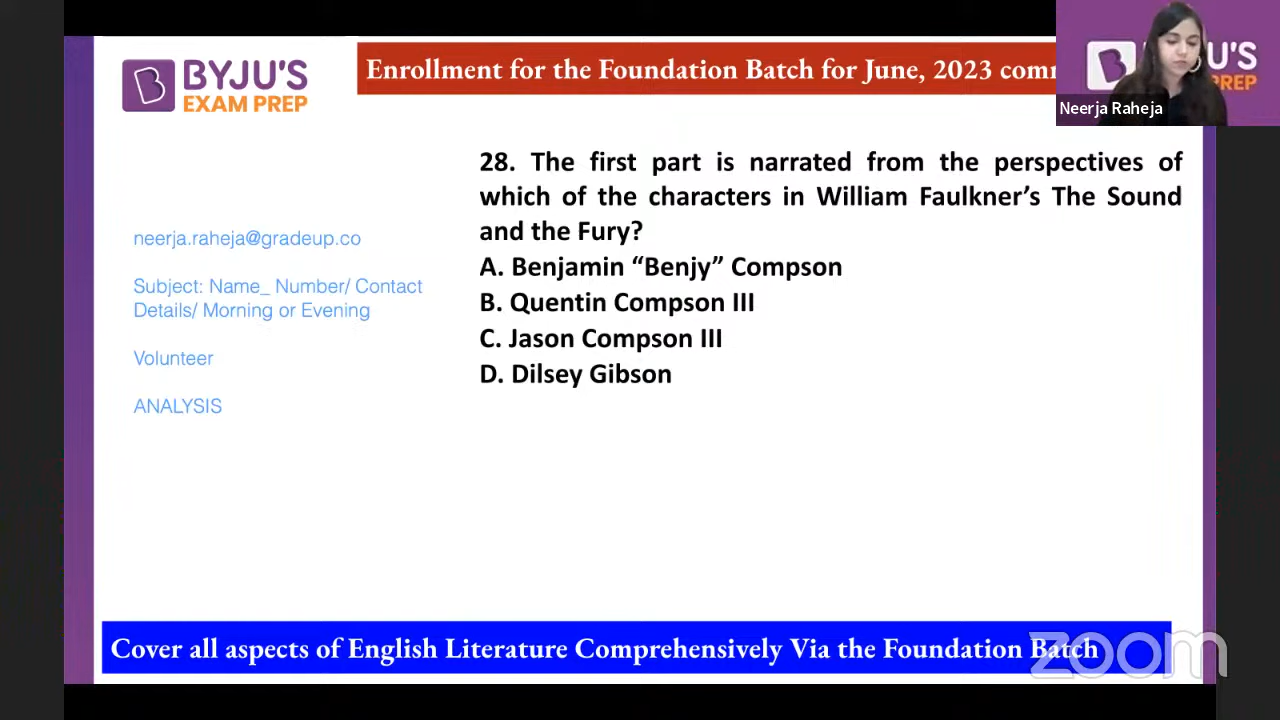 BYJU'S
EXAM PREP
Enrollment for the Foundation Batch for June, 2023
Neerja Raheja
28. The first part is narrated from the perspectives of
which of the characters in William Faulkner's The Sound
and the Fury?
A. Benjamin “Benjy” Compson
B. Quentin Compson III
C. Jason Compson III
D. Dilsey Gibson
neerja.raheja@gradeup.co
Subject: Name_ Number/ Contact
Details/ Morning or Evening
Volunteer
ANALYSIS
Cover all aspects of English Literature Comprehensively Via the Foundation Batch
zoom